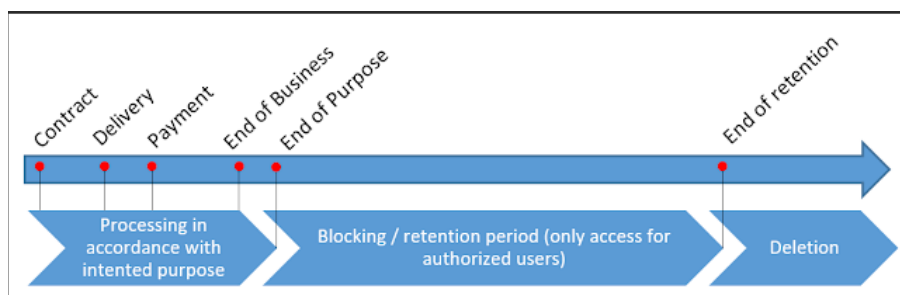 Contract
Delivery
Payment
End of Business
End of Purpose
End of retention
Processing in
accordance with
intented purpose
Blocking / retention period (only access for
authorized users)
Deletion